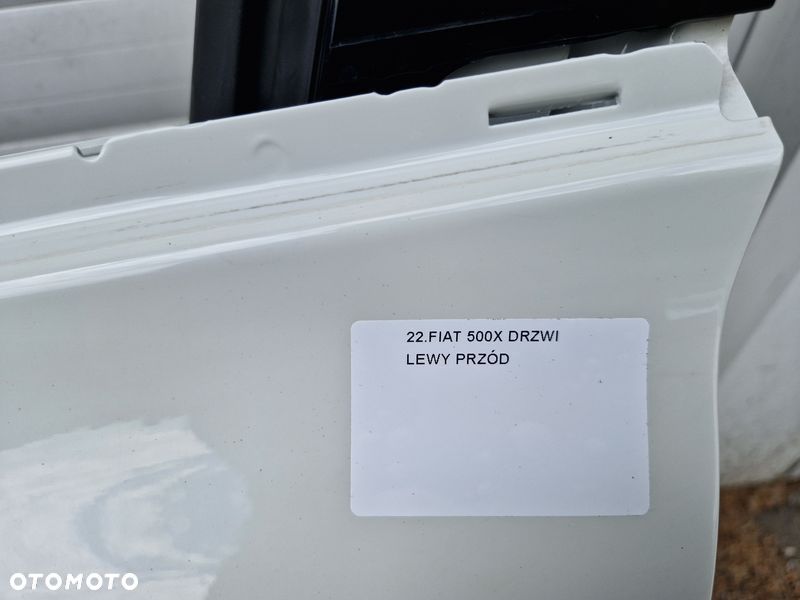 22.FIAT 500X DRZWI
LEWY PRZÓD
OTOMOTO